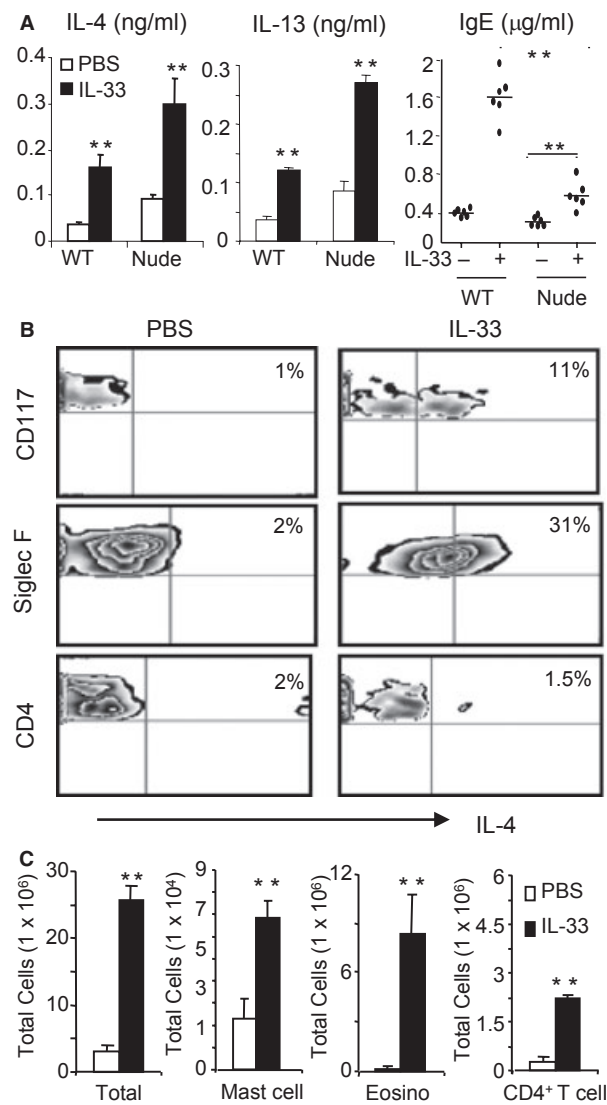 A
IL-4 (ng/ml)
IL-13 (ng/ml)
IgE (μg/ml)
PBS
IL-33
0.4
0.3
0.2
0.1
0
**
**
WT
Nude
0.3
0.2
0.1
0
**
**
WT
Nude
2
1.6
1.2
0.8
0.4
0
**
**
IL-33
–
+
–
+
WT
Nude
B
PBS
IL-33
CD117
1%
11%
Siglec F
2%
31%
CD4
2%
1.5%
IL-4
C
Total Cells (1 x 10⁶)
30
20
10
0
**
Total
Total Cells (1 x 10⁴)
9
7
5
3
1
0
**
Mast cell
Total Cells (1 x 10⁶)
12
9
6
3
0
**
Eosino
Total Cells (1 x 10⁶)
6
4.5
3
1.5
0
PBS
IL-33
**
CD4⁺ T cell